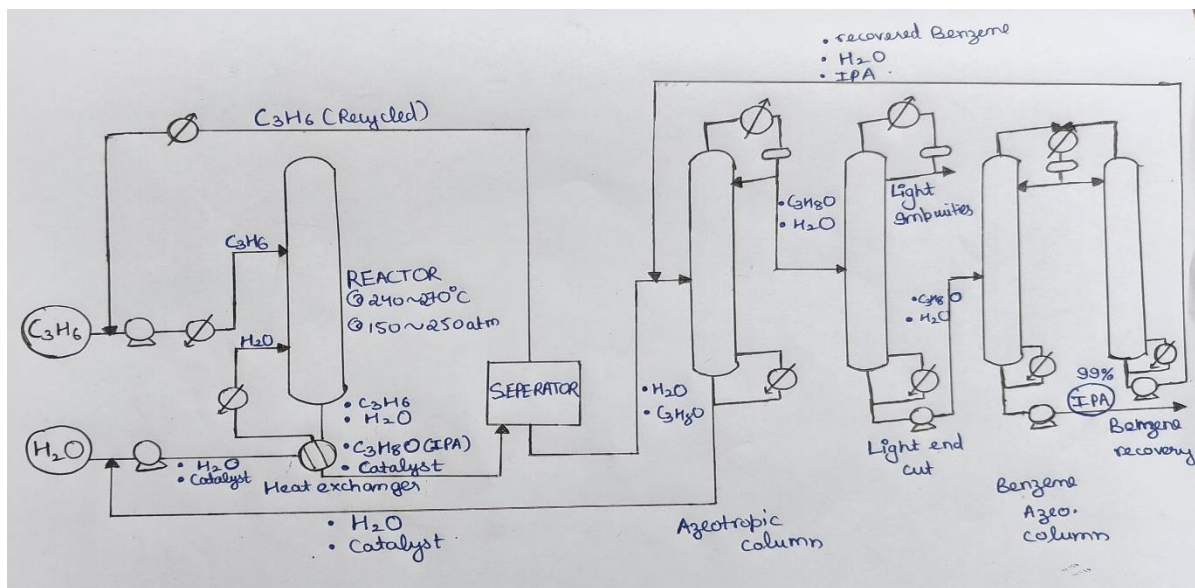 • recovered Benzene
• H2O
• IPA
C3H6 (Recycled)
C3H6
REACTOR
@ 240~270°C
@ 150~250atm
C3H6
H2O
• C3H8O
• H2O
Light
Impurities
• C3H8O
• H2O
SEPERATOR
• H2O
• C3H8O
99%
IPA
Benzene
recovery
• C3H6
• H2O
• C3H8O (IPA)
• Catalyst
H2O
• H2O
• Catalyst
Heat exchanger
Light end
cut
Benzene
Azeo.
column
• H2O
• Catalyst
Azeotropic
column